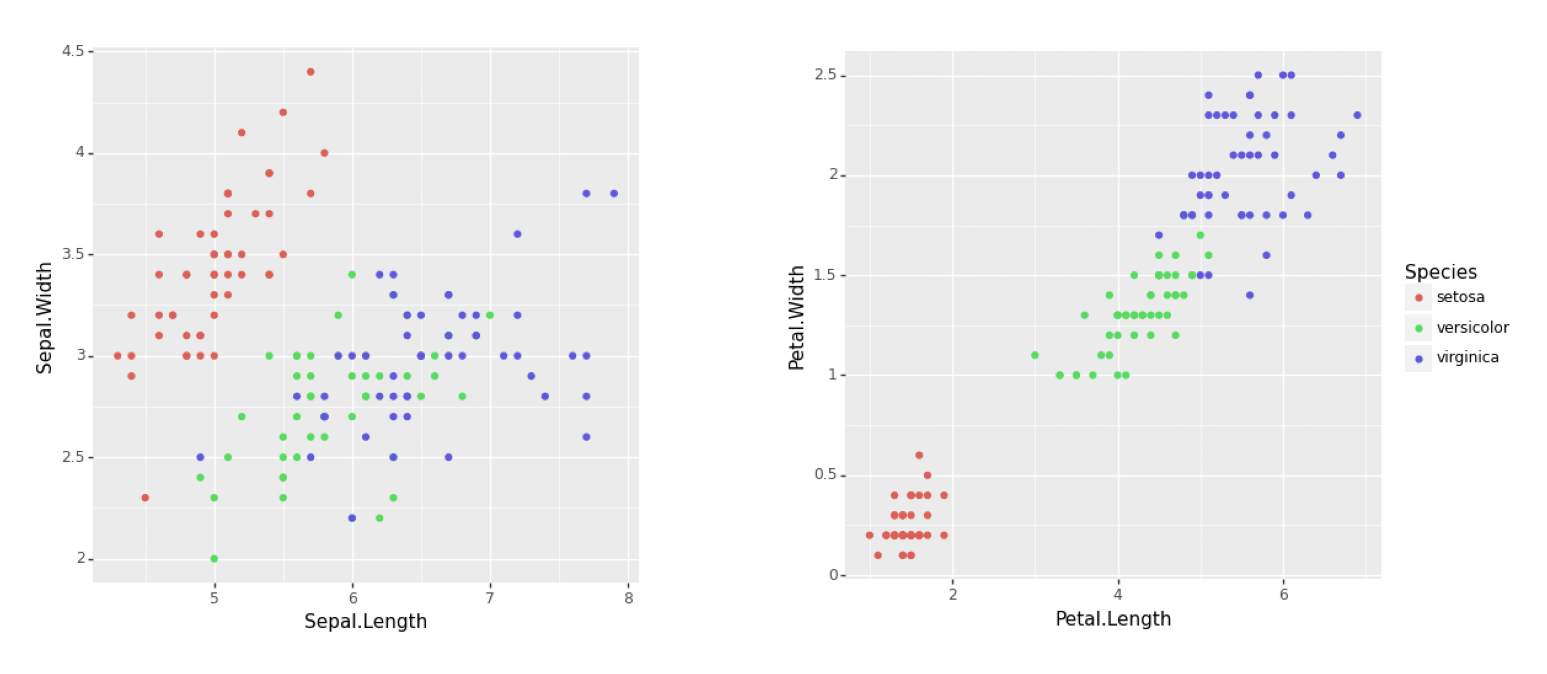 4.5
4
3.5
3
2.5
2
Sepal.Width
5 6 7 8
Sepal.Length
2.5
2
1.5
1
0.5
0
Petal.Width
2 4 6
Petal.Length
Species
setosa
versicolor
virginica